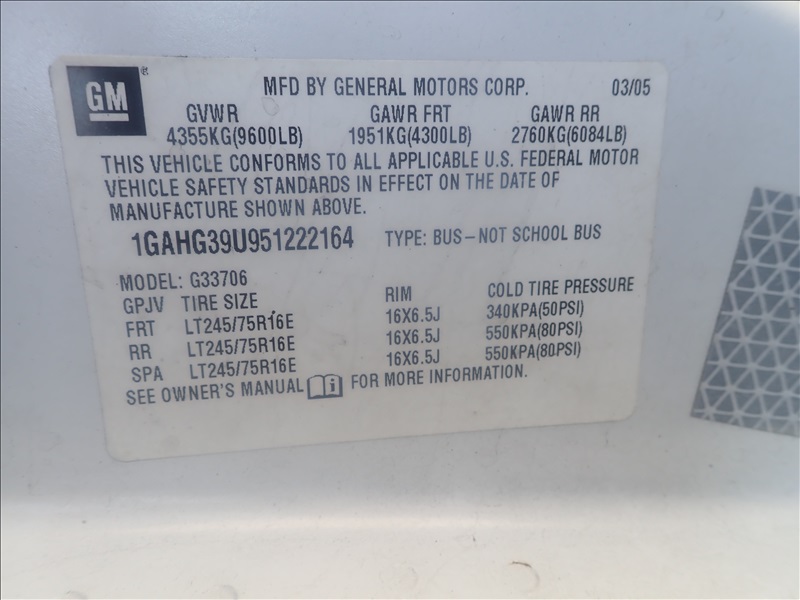 GM
MFD BY GENERAL MOTORS CORP. 03/05
GVWR GAWR FRT GAWR RR
4355KG(9600LB) 1951KG(4300LB) 2760KG(6084LB)
THIS VEHICLE CONFORMS TO ALL APPLICABLE U.S. FEDERAL MOTOR
VEHICLE SAFETY STANDARDS IN EFFECT ON THE DATE OF
MANUFACTURE SHOWN ABOVE.
1GAHG39U951222164 TYPE: BUS–NOT SCHOOL BUS
MODEL: G33706
GPJV TIRE SIZE RIM COLD TIRE PRESSURE
FRT LT245/75R16E 16X6.5J 340KPA(50PSI)
RR LT245/75R16E 16X6.5J 550KPA(80PSI)
SPA LT245/75R16E 16X6.5J 550KPA(80PSI)
SEE OWNER'S MANUAL i FOR MORE INFORMATION.